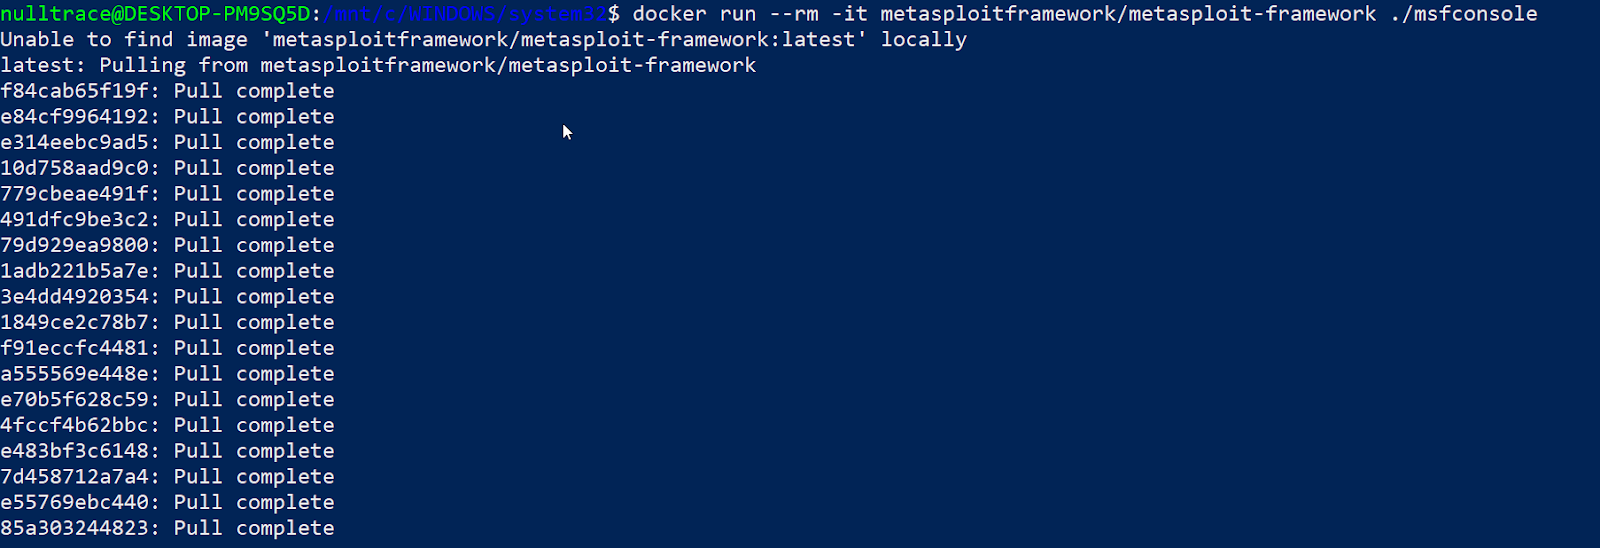 nulltrace@DESKTOP-PM9SQ5D:/mnt/c/WINDOWS/system32$ docker run --rm -it metasploitframework/metasploit-framework ./msfconsole
Unable to find image 'metasploitframework/metasploit-framework:latest' locally
latest: Pulling from metasploitframework/metasploit-framework
f84cab65f19f: Pull complete
e84cf9964192: Pull complete
e314eebc9ad5: Pull complete
10d758aad9c0: Pull complete
779cbeae491f: Pull complete
491dfc9be3c2: Pull complete
79d929ea9800: Pull complete
1adb221b5a7e: Pull complete
3e4dd4920354: Pull complete
1849ce2c78b7: Pull complete
f91eccfc4481: Pull complete
a555569e448e: Pull complete
e70b5f628c59: Pull complete
4fccf4b62bbc: Pull complete
e483bf3c6148: Pull complete
7d458712a7a4: Pull complete
e55769ebc440: Pull complete
85a303244823: Pull complete